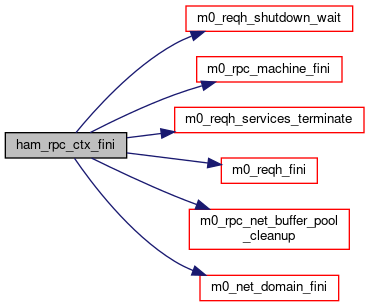 m0_reqh_shutdown_wait
m0_rpc_machine_fini
m0_reqh_services_terminate
ham_rpc_ctx_fini
m0_reqh_fini
m0_rpc_net_buffer_pool
_cleanup
m0_net_domain_fini